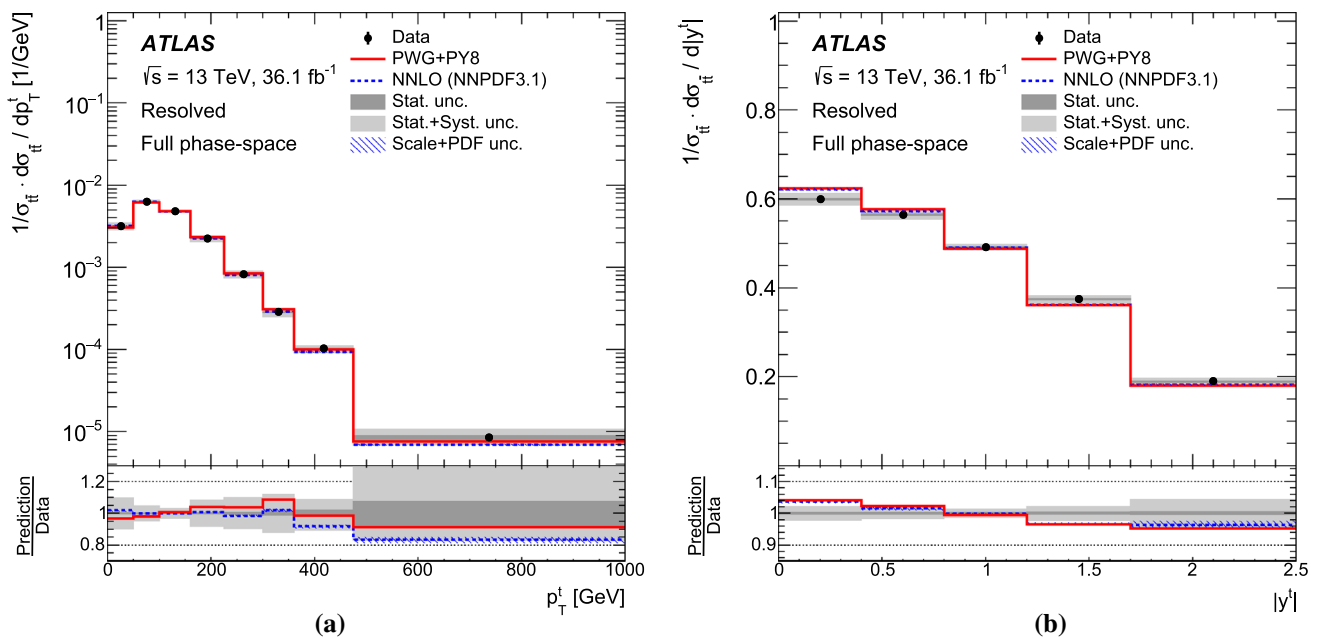 1/σ_tt̄ · dσ_tt̄ / dp_T^t [1/GeV]
1
10⁻¹
10⁻²
10⁻³
10⁻⁴
10⁻⁵
ATLAS
√s = 13 TeV, 36.1 fb⁻¹
Resolved
Full phase-space
Data
PWG+PY8
NNLO (NNPDF3.1)
Stat. unc.
Stat.+Syst. unc.
Scale+PDF unc.
Prediction
Data
1.2
1
0.8
0 200 400 600 800 1000
p_T^t [GeV]
(a)
1/σ_tt̄ · dσ_tt̄ / d|y^t|
1
0.8
0.6
0.4
0.2
ATLAS
√s = 13 TeV, 36.1 fb⁻¹
Resolved
Full phase-space
Data
PWG+PY8
NNLO (NNPDF3.1)
Stat. unc.
Stat.+Syst. unc.
Scale+PDF unc.
Prediction
Data
1.1
1
0.9
0 0.5 1 1.5 2 2.5
|y^t|
(b)